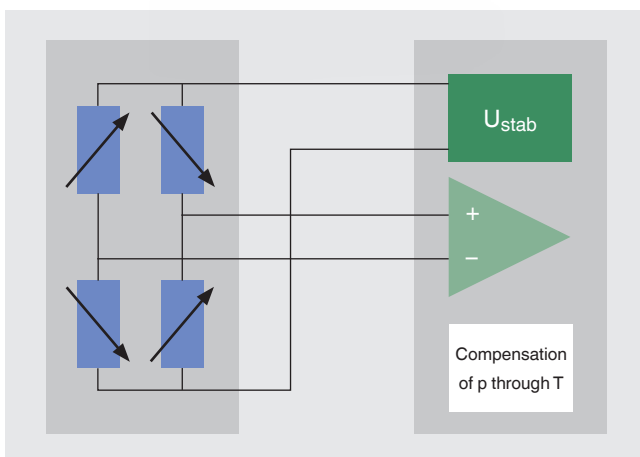 Ustab
+
−
Compensation
of p through T